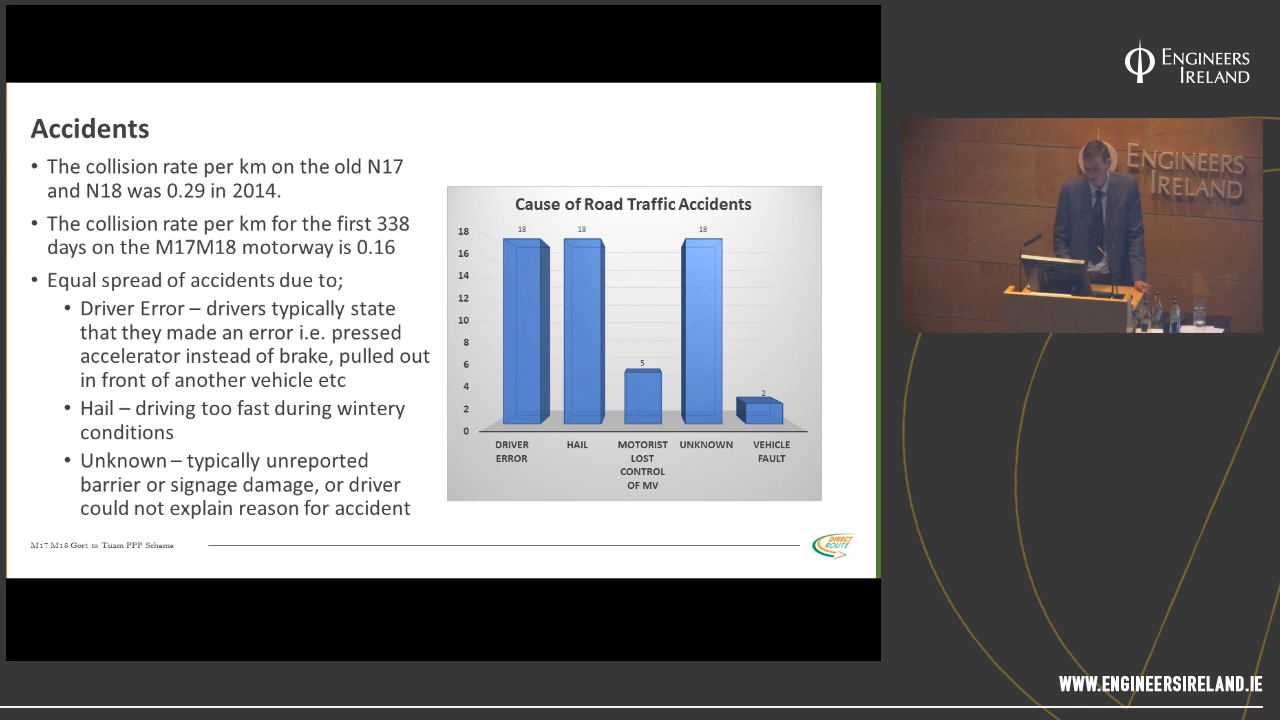 ENGINEERS
IRELAND
Accidents
• The collision rate per km on the old N17
and N18 was 0.29 in 2014.
• The collision rate per km for the first 338
days on the M17M18 motorway is 0.16
• Equal spread of accidents due to;
• Driver Error – drivers typically state
that they made an error i.e. pressed
accelerator instead of brake, pulled out
in front of another vehicle etc
• Hail – driving too fast during wintery
conditions
• Unknown – typically unreported
barrier or signage damage, or driver
could not explain reason for accident
Cause of Road Traffic Accidents
18
16
14
12
10
8
6
4
2
0
18
18
5
18
2
DRIVER
ERROR
HAIL
MOTORIST
LOST
CONTROL
OF MV
UNKNOWN
VEHICLE
FAULT
M17 M18 Gort to Tuam PPP Scheme
DIRECT
ROUTE
ENGINEERS
IRELAND
WWW.ENGINEERSIRELAND.IE